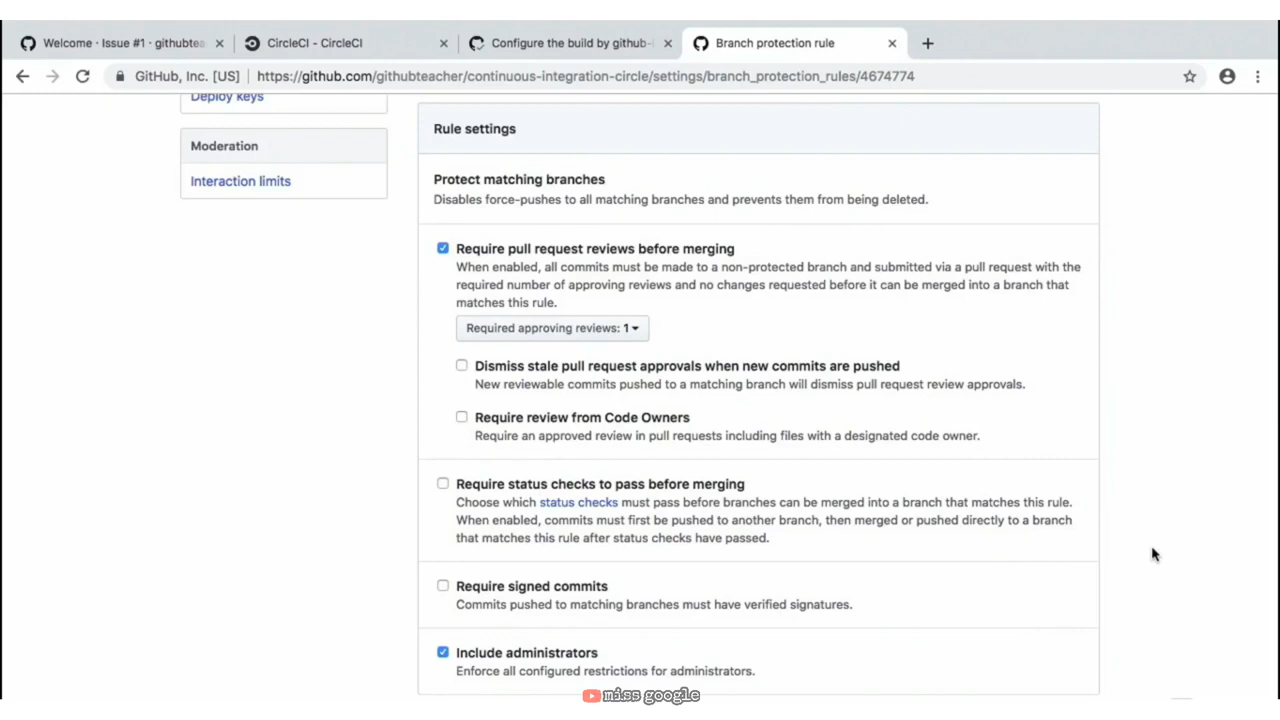 Welcome · Issue #1 · githubtea
CircleCI - CircleCI
Configure the build by github-
Branch protection rule
GitHub, Inc. [US]
https://github.com/githubteacher/continuous-integration-circle/settings/branch_protection_rules/4674774
Deploy keys
Moderation
Interaction limits
Rule settings
Protect matching branches
Disables force-pushes to all matching branches and prevents them from being deleted.
Require pull request reviews before merging
When enabled, all commits must be made to a non-protected branch and submitted via a pull request with the
required number of approving reviews and no changes requested before it can be merged into a branch that
matches this rule.
Required approving reviews: 1
Dismiss stale pull request approvals when new commits are pushed
New reviewable commits pushed to a matching branch will dismiss pull request review approvals.
Require review from Code Owners
Require an approved review in pull requests including files with a designated code owner.
Require status checks to pass before merging
Choose which status checks must pass before branches can be merged into a branch that matches this rule.
When enabled, commits must first be pushed to another branch, then merged or pushed directly to a branch
that matches this rule after status checks have passed.
Require signed commits
Commits pushed to matching branches must have verified signatures.
Include administrators
Enforce all configured restrictions for administrators.
miss google